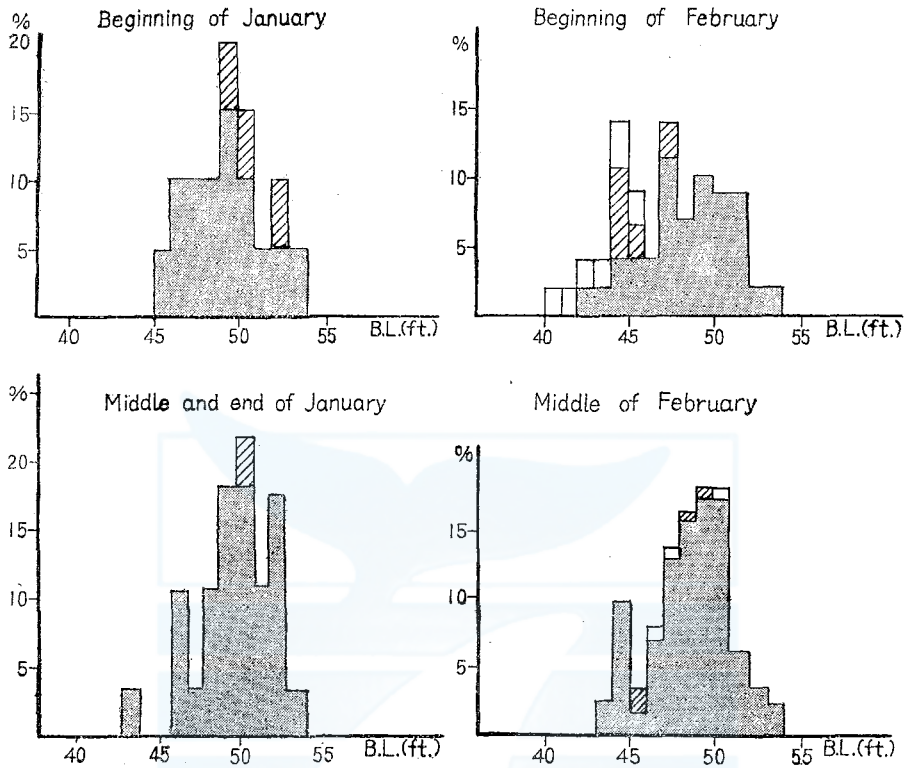 Beginning of January
%
20
15
10
5
40 45 50 55 B.L.(ft.)
Beginning of February
%
15
10
5
40 45 50 55 B.L.(ft.)
Middle and end of January
%
20
15
10
5
40 45 50 55 B.L.(ft.)
Middle of February
%
15
10
5
40 45 50 55 B.L.(ft.)